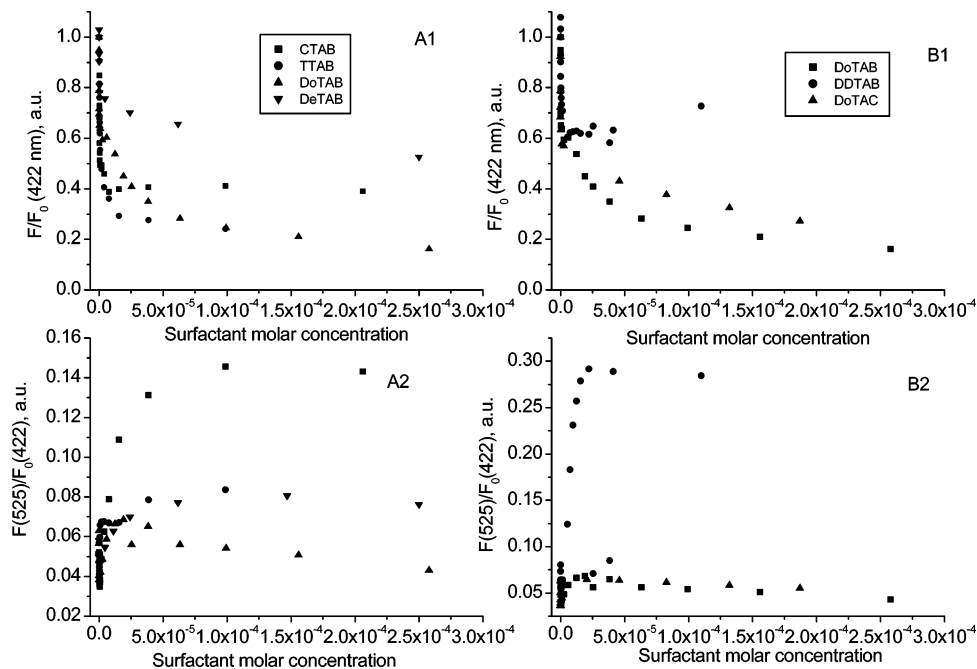 A1
CTAB
TTAB
DoTAB
DeTAB
F/F0 (422 nm), a.u.
1.0
0.8
0.6
0.4
0.2
0.0
0.0 5.0x10-5 1.0x10-4 1.5x10-4 2.0x10-4 2.5x10-4 3.0x10-4
Surfactant molar concentration
B1
DoTAB
DDTAB
DoTAC
F/F0 (422 nm), a.u.
1.0
0.8
0.6
0.4
0.2
0.0
0.0 5.0x10-5 1.0x10-4 1.5x10-4 2.0x10-4 2.5x10-4 3.0x10-4
Surfactant molar concentration
A2
F(525)/F0(422), a.u.
0.16
0.14
0.12
0.10
0.08
0.06
0.04
0.02
0.0 5.0x10-5 1.0x10-4 1.5x10-4 2.0x10-4 2.5x10-4 3.0x10-4
Surfactant molar concentration
B2
F(525)/F0(422), a.u.
0.30
0.25
0.20
0.15
0.10
0.05
0.0 5.0x10-5 1.0x10-4 1.5x10-4 2.0x10-4 2.5x10-4 3.0x10-4
Surfactant molar concentration